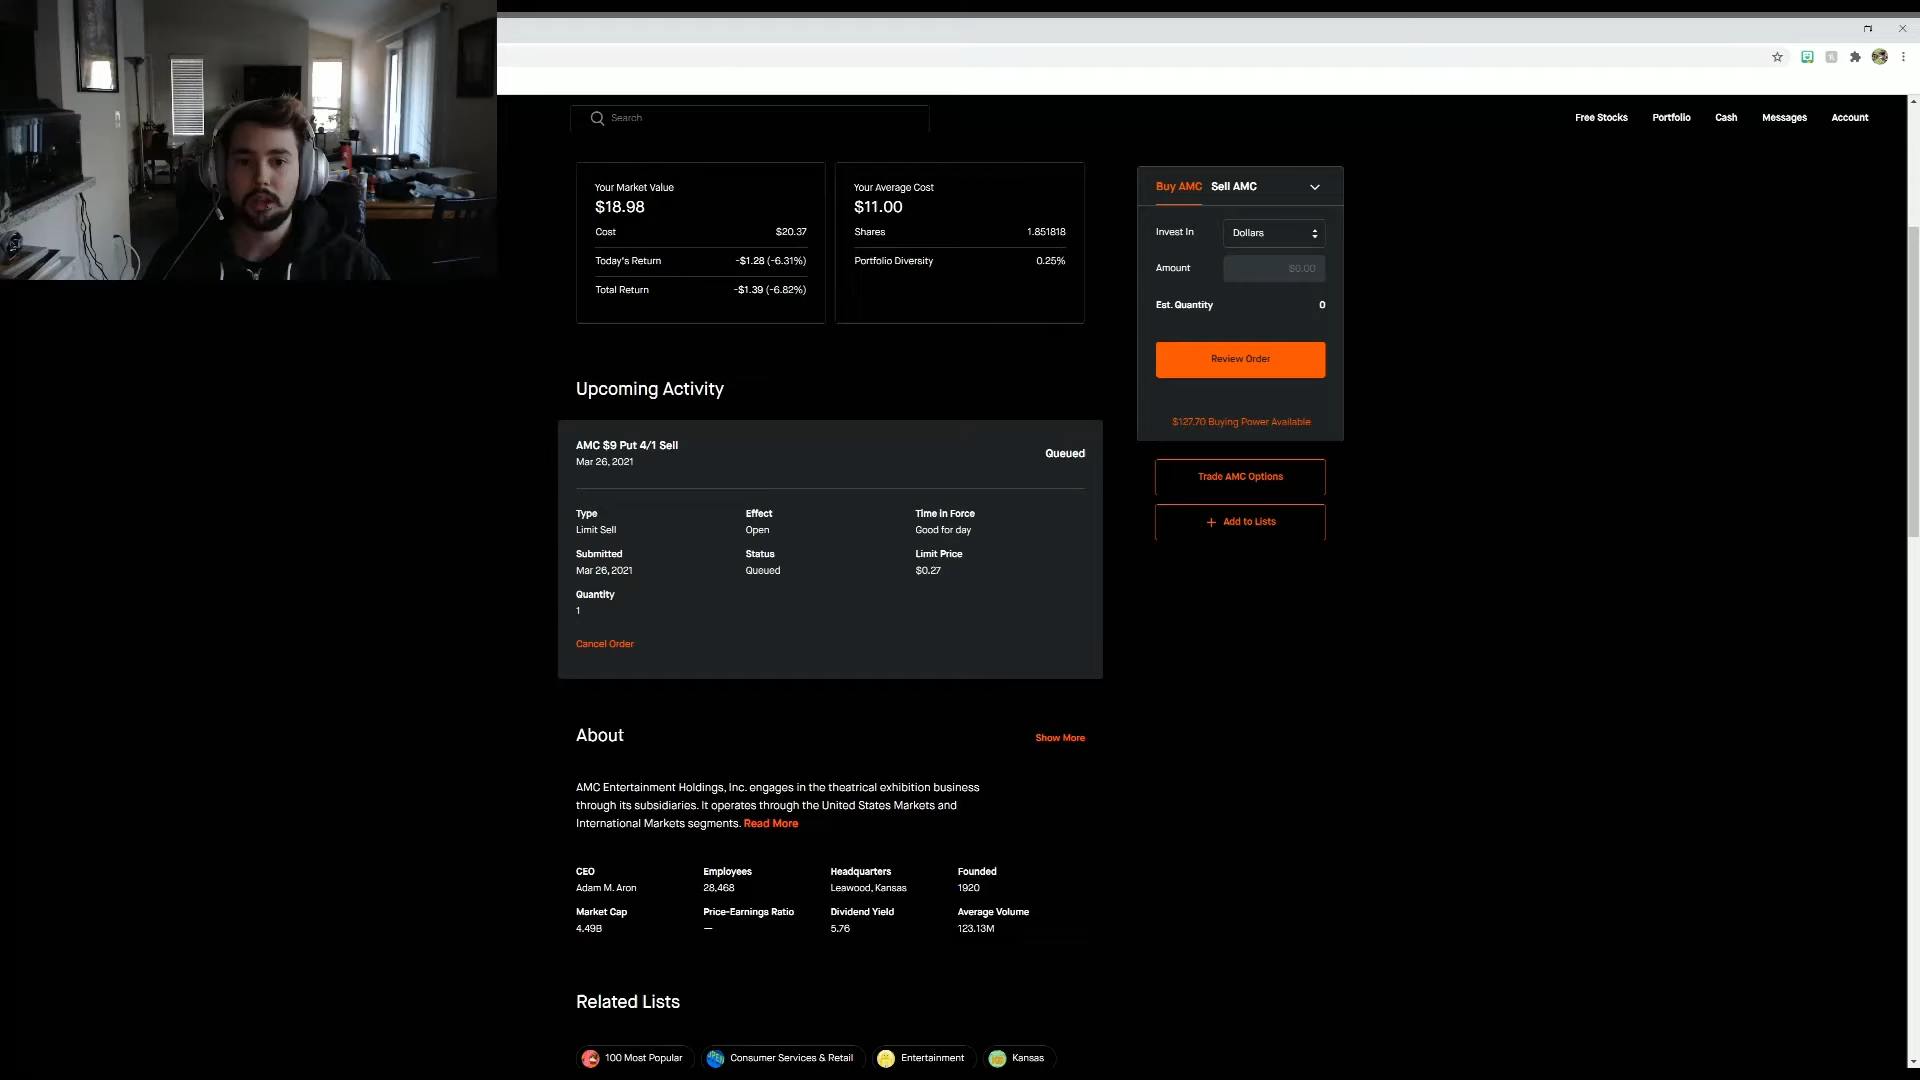 Search
Free Stocks Portfolio Cash Messages Account
Your Market Value
$18.98
Cost $20.37
Today's Return -$1.28 (-6.31%)
Total Return -$1.39 (-6.82%)
Your Average Cost
$11.00
Shares 1.851818
Portfolio Diversity 0.25%
Buy AMC Sell AMC
Invest In Dollars
Amount $0.00
Est. Quantity 0
Review Order
$127.70 Buying Power Available
Trade AMC Options
+ Add to Lists
Upcoming Activity
AMC $9 Put 4/1 Sell
Mar 26, 2021
Queued
Type Effect Time in Force
Limit Sell Open Good for day
Submitted Status Limit Price
Mar 26, 2021 Queued $0.27
Quantity
1
Cancel Order
About
Show More
AMC Entertainment Holdings, Inc. engages in the theatrical exhibition business
through its subsidiaries. It operates through the United States Markets and
International Markets segments. Read More
CEO Employees Headquarters Founded
Adam M. Aron 28,468 Leawood, Kansas 1920
Market Cap Price-Earnings Ratio Dividend Yield Average Volume
4.49B — 5.76 123.13M
Related Lists
100 Most Popular Consumer Services & Retail Entertainment Kansas